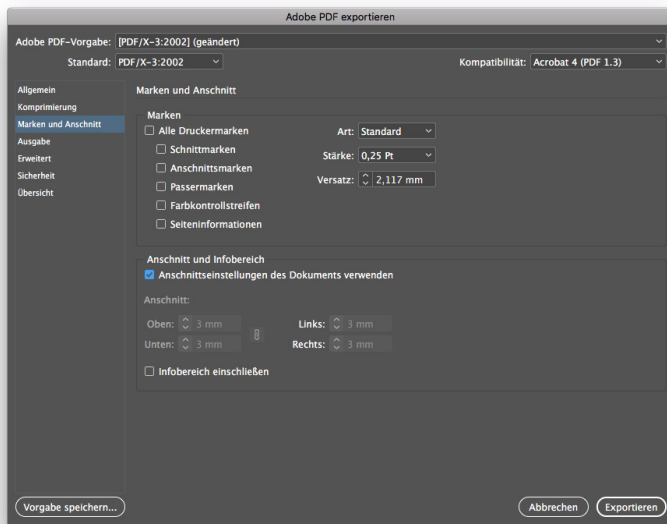 Adobe PDF exportieren
Adobe PDF-Vorgabe: [PDF/X-3:2002] (geändert)
Standard: PDF/X-3:2002 Kompatibilität: Acrobat 4 (PDF 1.3)
Allgemein
Komprimierung
Marken und Anschnitt
Ausgabe
Erweitert
Sicherheit
Übersicht
Marken und Anschnitt
Marken
Alle Druckermarken Art: Standard
Schnittmarken Stärke: 0,25 Pt
Anschnittsmarken Versatz: 2,117 mm
Passermarken
Farbkontrollstreifen
Seiteninformationen
Anschnitt und Infobereich
Anschnittseinstellungen des Dokuments verwenden
Anschnitt:
Oben: 3 mm Links: 3 mm
Unten: 3 mm Rechts: 3 mm
Infobereich einschließen
Vorgabe speichern... Abbrechen Exportieren